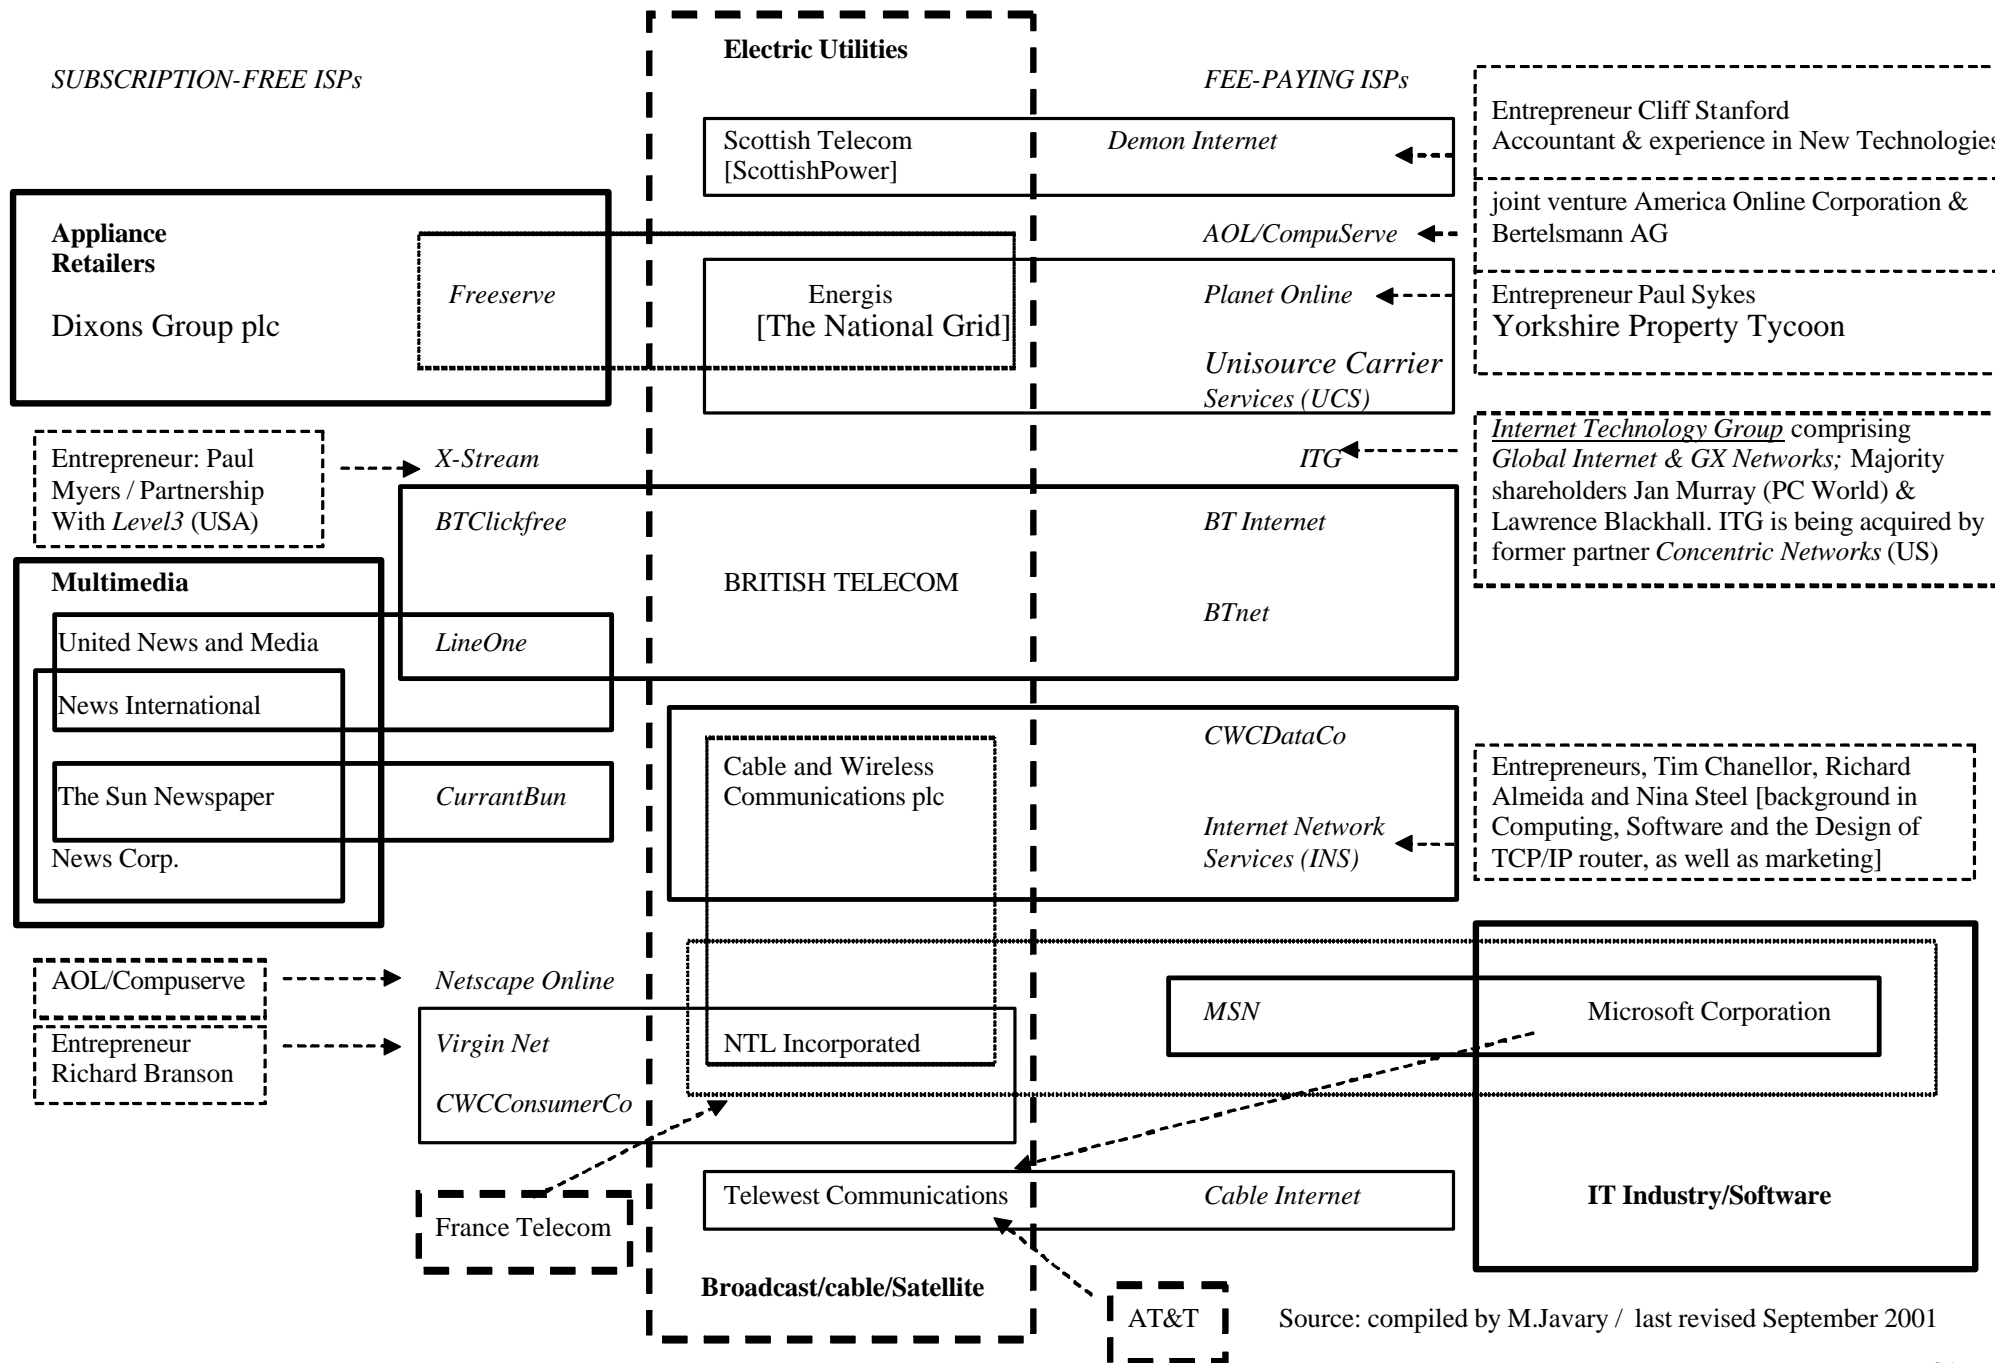 Electric Utilities
SUBSCRIPTION-FREE ISPs
FEE-PAYING ISPs
Entrepreneur Cliff Stanford
Accountant & experience in New Technologies
Scottish Telecom
[ScottishPower]
Demon Internet
joint venture America Online Corporation &
Bertelsmann AG
AOL/CompuServe
Appliance
Retailers
Dixons Group plc
Freeserve
Energis
[The National Grid]
Planet Online
Unisource Carrier
Services (UCS)
Entrepreneur Paul Sykes
Yorkshire Property Tycoon
Entrepreneur: Paul
Myers / Partnership
With Level3 (USA)
X-Stream
ITG
Internet Technology Group comprising
Global Internet & GX Networks; Majority
shareholders Jan Murray (PC World) &
Lawrence Blackhall. ITG is being acquired by
former partner Concentric Networks (US)
BTClickfree
BT Internet
BRITISH TELECOM
BTnet
Multimedia
United News and Media
LineOne
News International
The Sun Newspaper
CurrantBun
News Corp.
CWCDataCo
Cable and Wireless
Communications plc
Internet Network
Services (INS)
Entrepreneurs, Tim Chanellor, Richard
Almeida and Nina Steel [background in
Computing, Software and the Design of
TCP/IP router, as well as marketing]
AOL/Compuserve
Netscape Online
Entrepreneur
Richard Branson
Virgin Net
CWCConsumerCo
NTL Incorporated
MSN
Microsoft Corporation
France Telecom
Telewest Communications
Cable Internet
IT Industry/Software
Broadcast/cable/Satellite
AT&T
Source: compiled by M.Javary / last revised September 2001